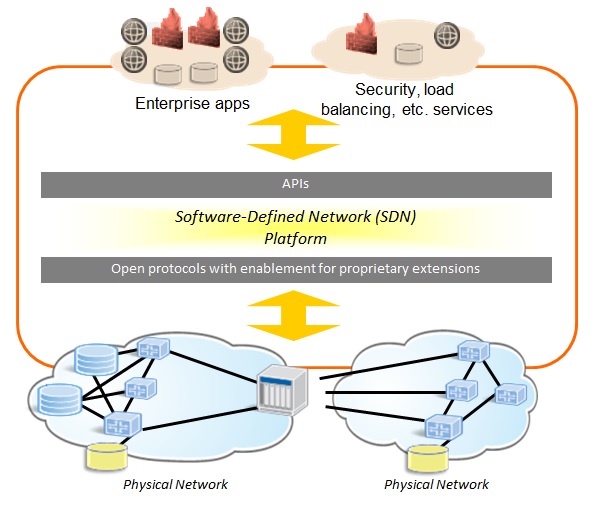 Enterprise apps
Security, load
balancing, etc. services
APIs
Software-Defined Network (SDN)
Platform
Open protocols with enablement for proprietary extensions
Physical Network
Physical Network